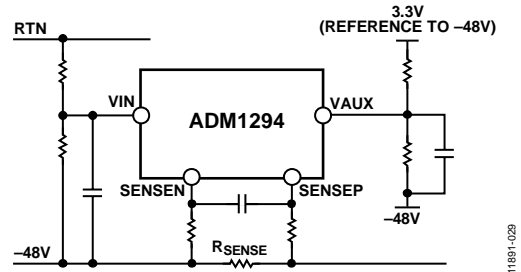 3.3V
(REFERENCE TO –48V)
RTN
VIN
ADM1294
VAUX
SENSEN
SENSEP
–48V
–48V
RSENSE
11891-029